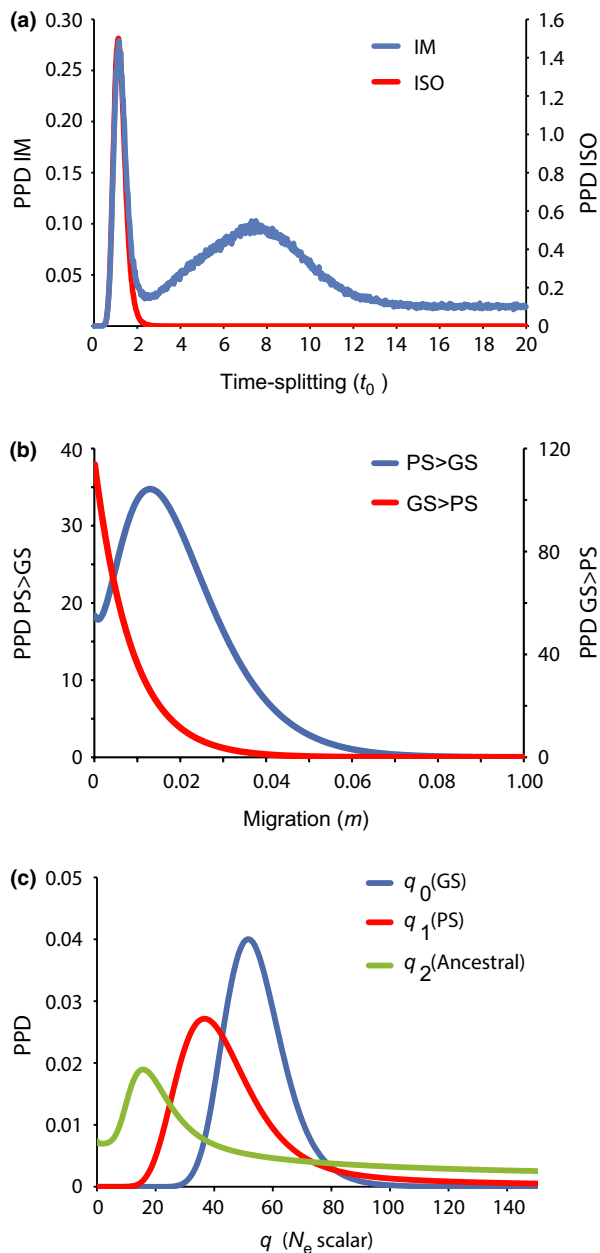 (a)
0.30
0.25
0.20
0.15
0.10
0.05
PPD IM
IM
ISO
1.6
1.4
1.2
1.0
0.8
0.6
0.4
0.2
0
PPD ISO
0 2 4 6 8 10 12 14 16 18 20
Time-splitting (t0)
(b)
40
30
20
10
0
PPD PS>GS
PS>GS
GS>PS
120
80
40
0
PPD GS>PS
0 0.02 0.04 0.06 0.08 1.00
Migration (m)
(c)
0.05
0.04
0.03
0.02
0.01
0
PPD
q0(GS)
q1(PS)
q2(Ancestral)
0 20 40 60 80 100 120 140
q (Ne scalar)